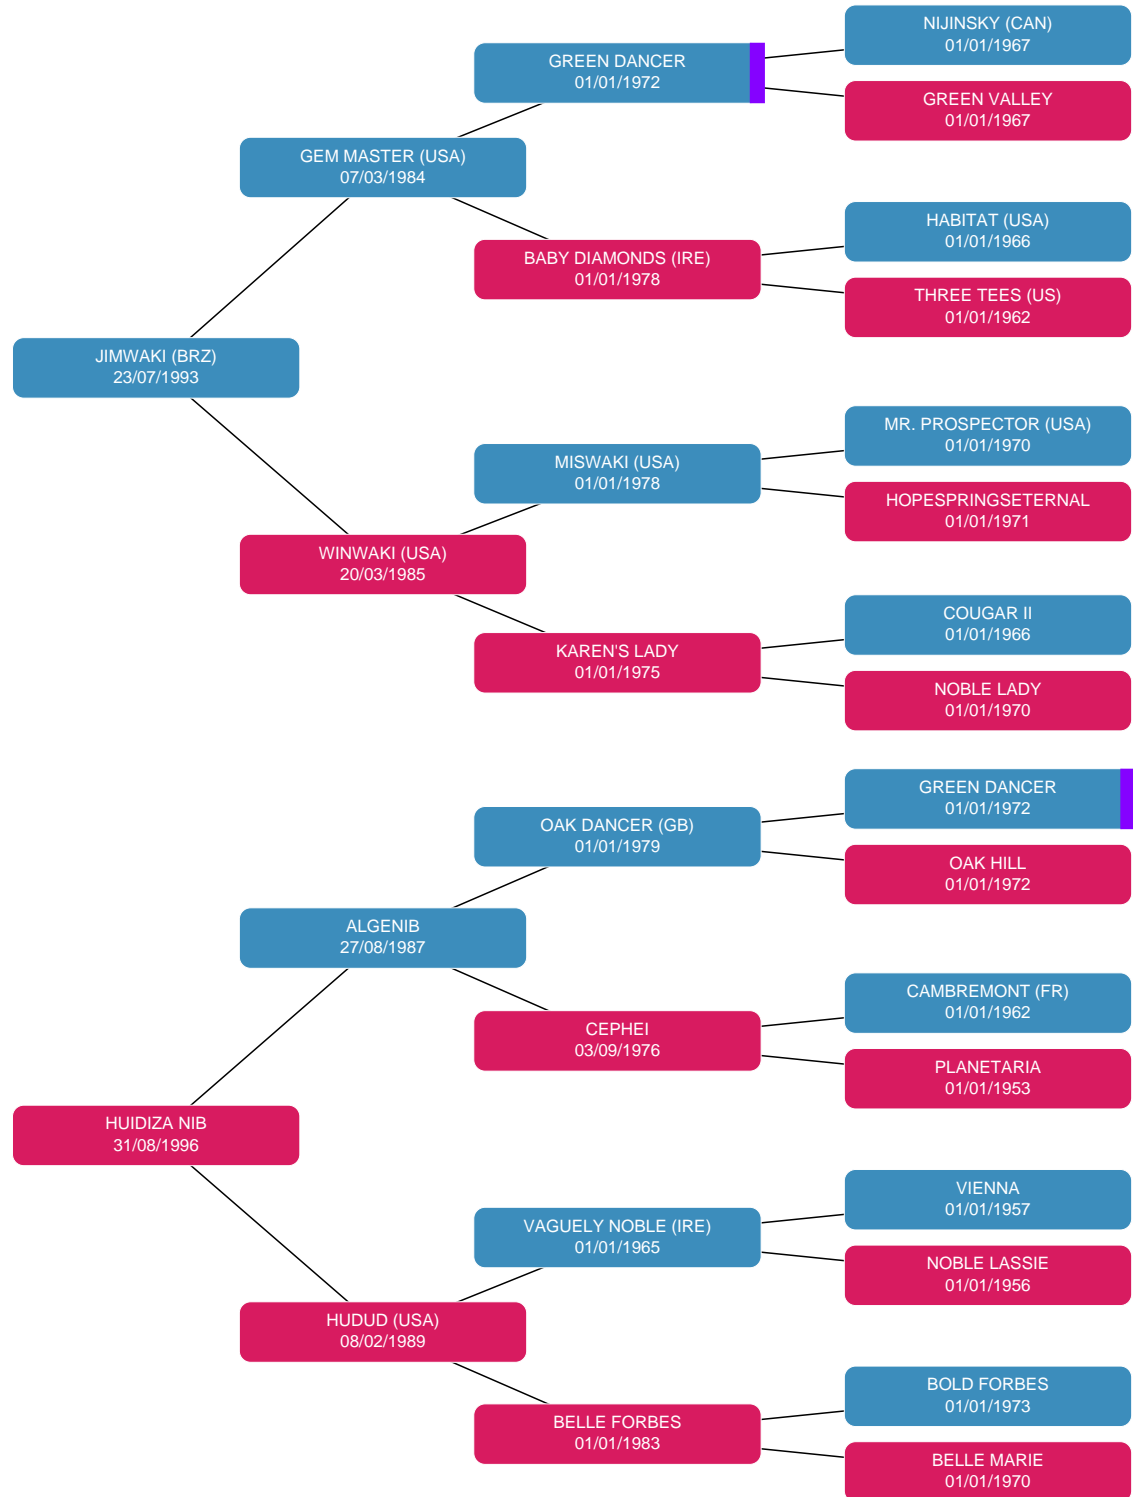 NIJINSKY (CAN)
01/01/1967
GREEN DANCER
01/01/1972
GREEN VALLEY
01/01/1967
GEM MASTER (USA)
07/03/1984
HABITAT (USA)
01/01/1966
BABY DIAMONDS (IRE)
01/01/1978
THREE TEES (US)
01/01/1962
JIMWAKI (BRZ)
23/07/1993
MR. PROSPECTOR (USA)
01/01/1970
MISWAKI (USA)
01/01/1978
HOPESPRINGSETERNAL
01/01/1971
WINWAKI (USA)
20/03/1985
COUGAR II
01/01/1966
KAREN'S LADY
01/01/1975
NOBLE LADY
01/01/1970
GREEN DANCER
01/01/1972
OAK DANCER (GB)
01/01/1979
OAK HILL
01/01/1972
ALGENIB
27/08/1987
CAMBREMONT (FR)
01/01/1962
CEPHEI
03/09/1976
PLANETARIA
01/01/1953
HUIDIZA NIB
31/08/1996
VIENNA
01/01/1957
VAGUELY NOBLE (IRE)
01/01/1965
NOBLE LASSIE
01/01/1956
HUDUD (USA)
08/02/1989
BOLD FORBES
01/01/1973
BELLE FORBES
01/01/1983
BELLE MARIE
01/01/1970